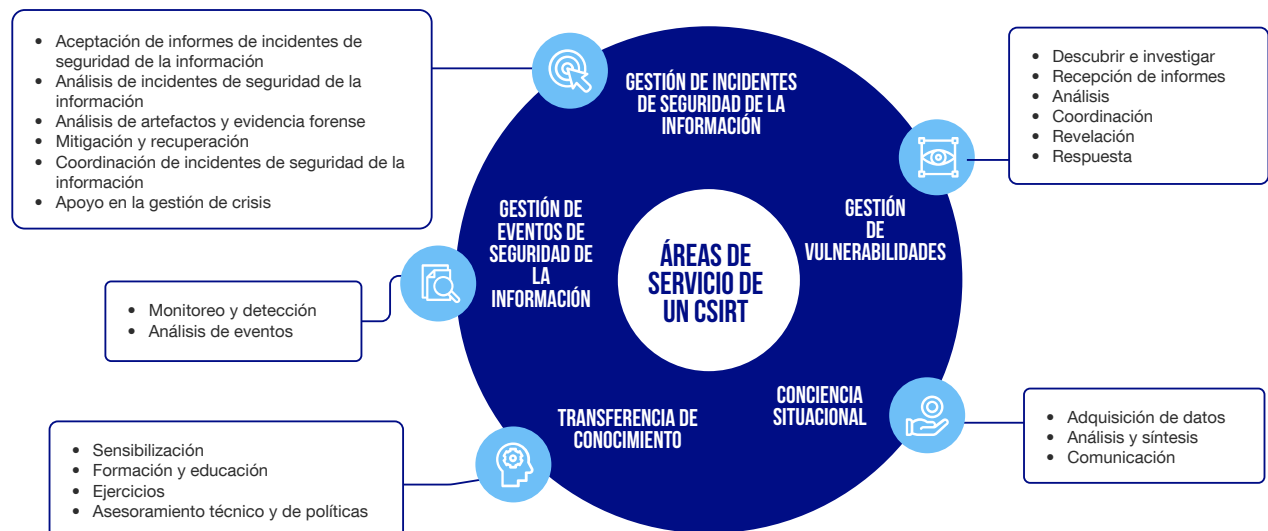 • Aceptación de informes de incidentes de
seguridad de la información
• Análisis de incidentes de seguridad de la
información
• Análisis de artefactos y evidencia forense
• Mitigación y recuperación
• Coordinación de incidentes de seguridad de la
información
• Apoyo en la gestión de crisis
GESTIÓN DE INCIDENTES
DE SEGURIDAD DE LA
INFORMACIÓN
• Descubrir e investigar
• Recepción de informes
• Análisis
• Coordinación
• Revelación
• Respuesta
GESTIÓN DE
EVENTOS DE
SEGURIDAD DE
LA
INFORMACIÓN
ÁREAS DE
SERVICIO DE
UN CSIRT
GESTIÓN
DE
VULNERABILIDADES
• Monitoreo y detección
• Análisis de eventos
TRANSFERENCIA DE
CONOCIMIENTO
CONCIENCIA
SITUACIONAL
• Adquisición de datos
• Análisis y síntesis
• Comunicación
• Sensibilización
• Formación y educación
• Ejercicios
• Asesoramiento técnico y de políticas